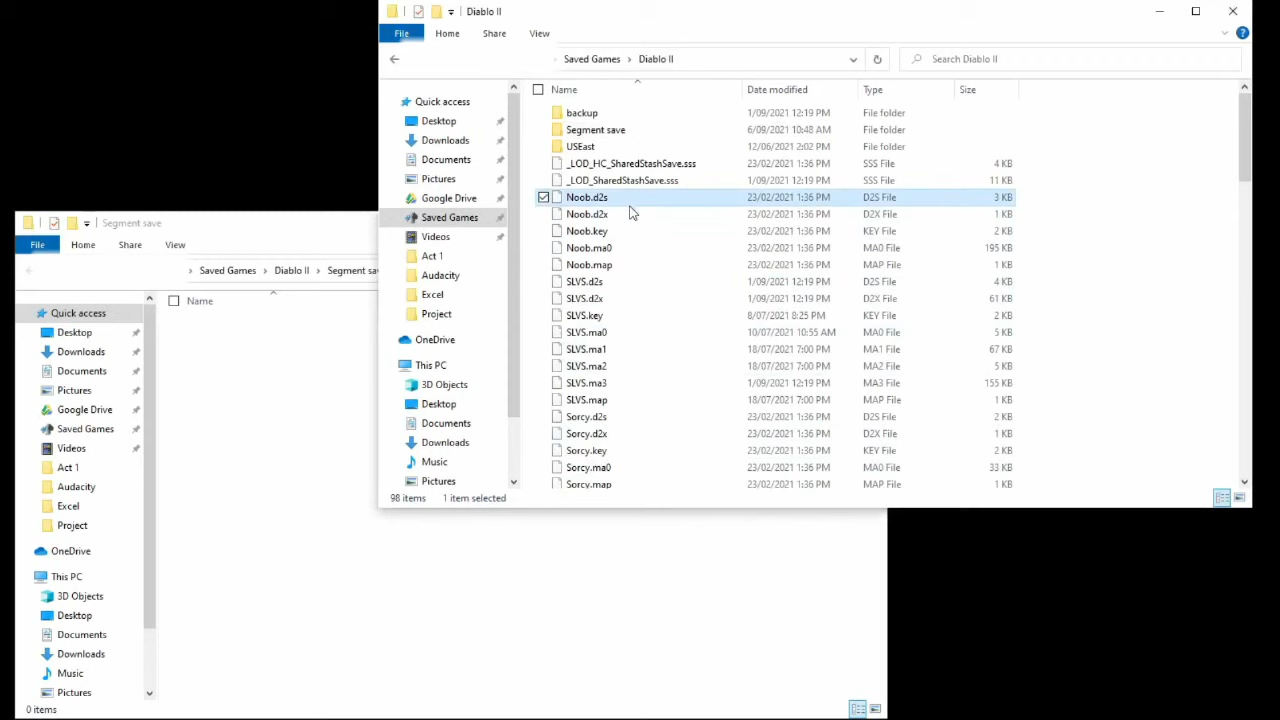 Diablo II
File Home Share View
Saved Games › Diablo II
Search Diablo II
Quick access
Desktop
Downloads
Documents
Pictures
Google Drive
Saved Games
Videos
Act 1
Audacity
Excel
Project
OneDrive
This PC
3D Objects
Desktop
Documents
Downloads
Music
Pictures
Name Date modified Type Size
backup 1/09/2021 12:19 PM File folder
Segment save 6/09/2021 10:48 AM File folder
USEast 12/06/2021 2:02 PM File folder
_LOD_HC_SharedStashSave.sss 23/02/2021 1:36 PM SSS File 4 KB
_LOD_SharedStashSave.sss 1/09/2021 12:19 PM SSS File 11 KB
Noob.d2s 23/02/2021 1:36 PM D2S File 3 KB
Noob.d2x 23/02/2021 1:36 PM D2X File 1 KB
Noob.key 23/02/2021 1:36 PM KEY File 2 KB
Noob.ma0 23/02/2021 1:36 PM MA0 File 195 KB
Noob.map 23/02/2021 1:36 PM MAP File 1 KB
SLVS.d2s 1/09/2021 12:19 PM D2S File 4 KB
SLVS.d2x 1/09/2021 12:19 PM D2X File 61 KB
SLVS.key 8/07/2021 8:25 PM KEY File 2 KB
SLVS.ma0 10/07/2021 10:55 AM MA0 File 5 KB
SLVS.ma1 18/07/2021 7:00 PM MA1 File 67 KB
SLVS.ma2 18/07/2021 7:00 PM MA2 File 5 KB
SLVS.ma3 1/09/2021 12:19 PM MA3 File 155 KB
SLVS.map 18/07/2021 7:00 PM MAP File 1 KB
Sorcy.d2s 23/02/2021 1:36 PM D2S File 2 KB
Sorcy.d2x 23/02/2021 1:36 PM D2X File 1 KB
Sorcy.key 23/02/2021 1:36 PM KEY File 2 KB
Sorcy.ma0 23/02/2021 1:36 PM MA0 File 33 KB
Sorcy.map 23/02/2021 1:36 PM MAP File 1 KB
98 items 1 item selected
Segment save
File Home Share View
› Saved Games › Diablo II › Segment sav
Name
Quick access
Desktop
Downloads
Documents
Pictures
Google Drive
Saved Games
Videos
Act 1
Audacity
Excel
Project
OneDrive
This PC
3D Objects
Desktop
Documents
Downloads
Music
Pictures
0 items